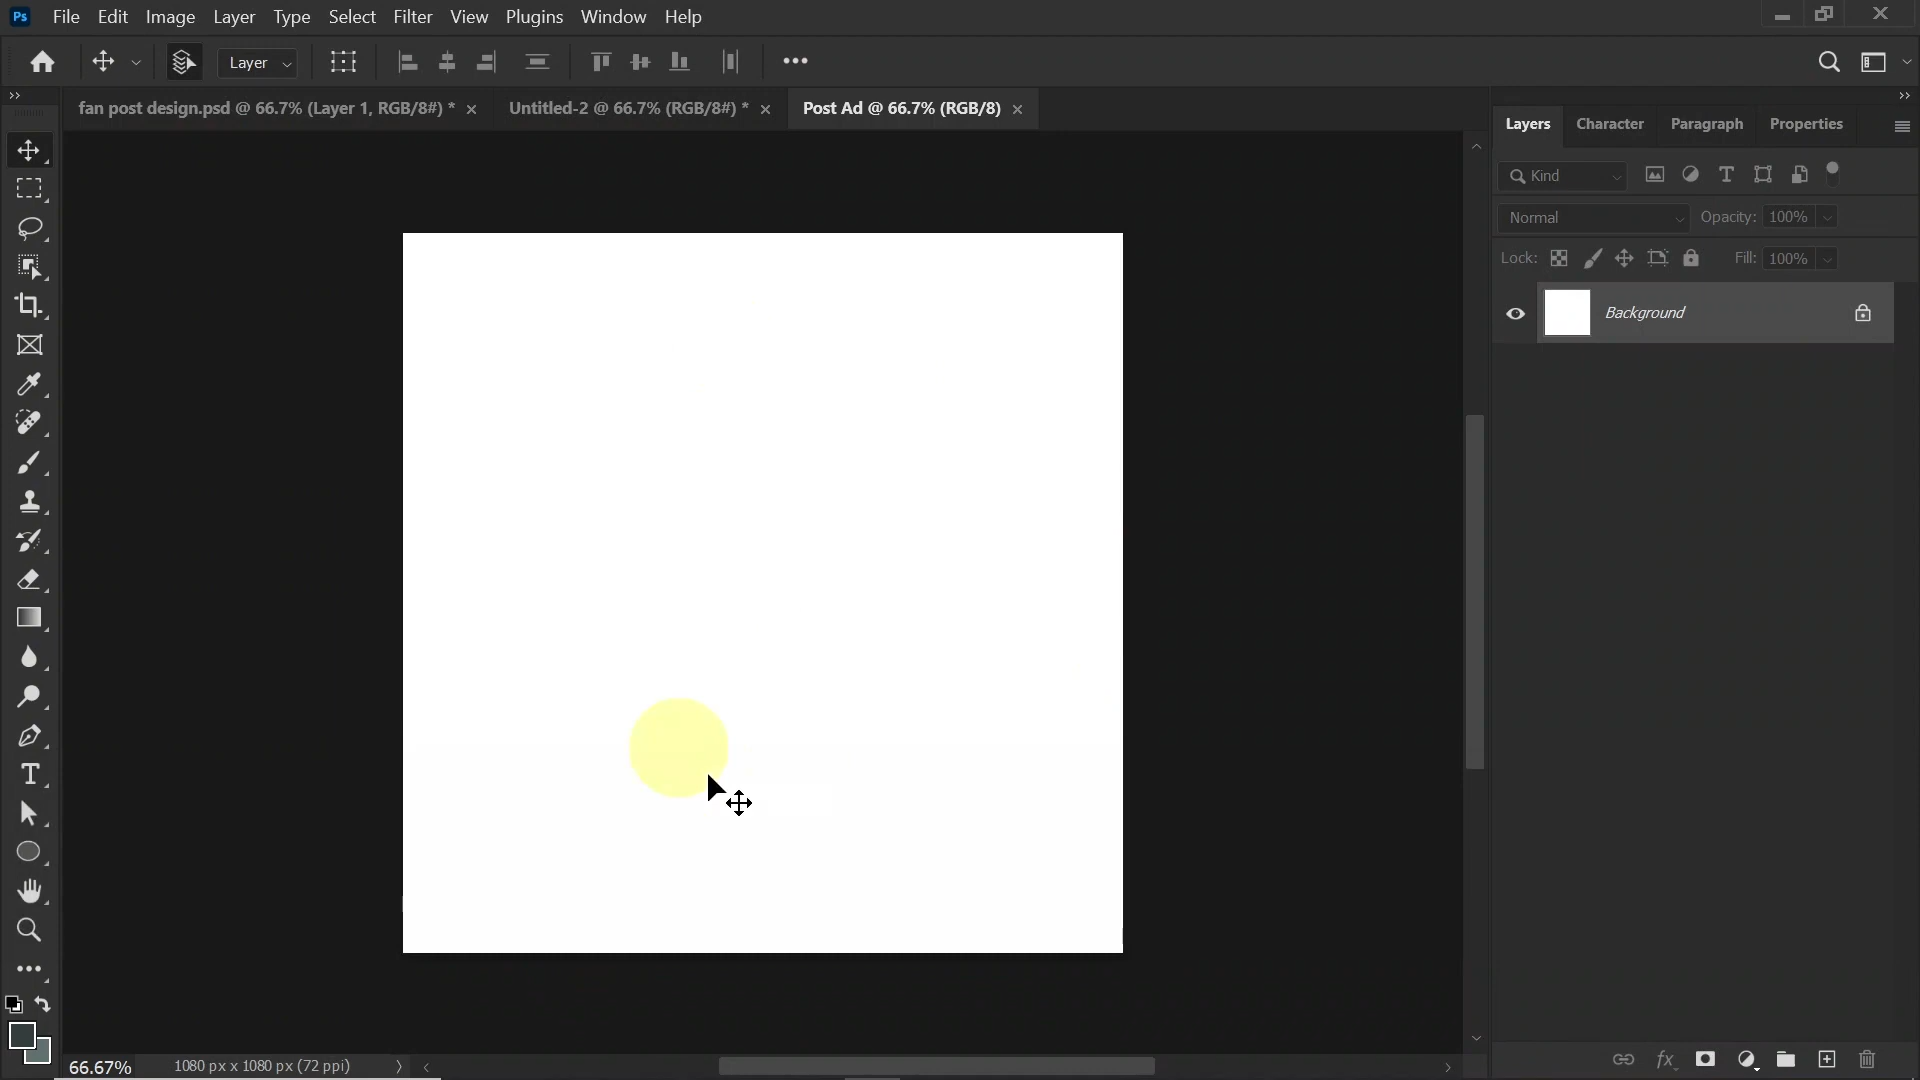 Ps File Edit Image Layer Type Select Filter View Plugins Window Help
Layer
fan post design.psd @ 66.7% (Layer 1, RGB/8#) * Untitled-2 @ 66.7% (RGB/8#) * Post Ad @ 66.7% (RGB/8)
Layers Character Paragraph Properties
Kind
Normal Opacity: 100%
Lock: Fill: 100%
Background
fx
66.67% 1080 px x 1080 px (72 ppi)